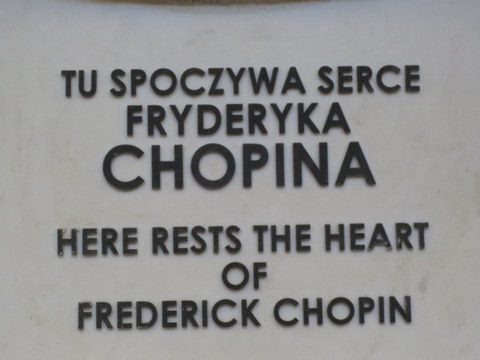 TU SPOCZYWA SERCE
FRYDERYKA
CHOPINA
HERE RESTS THE HEART
OF
FREDERICK CHOPIN